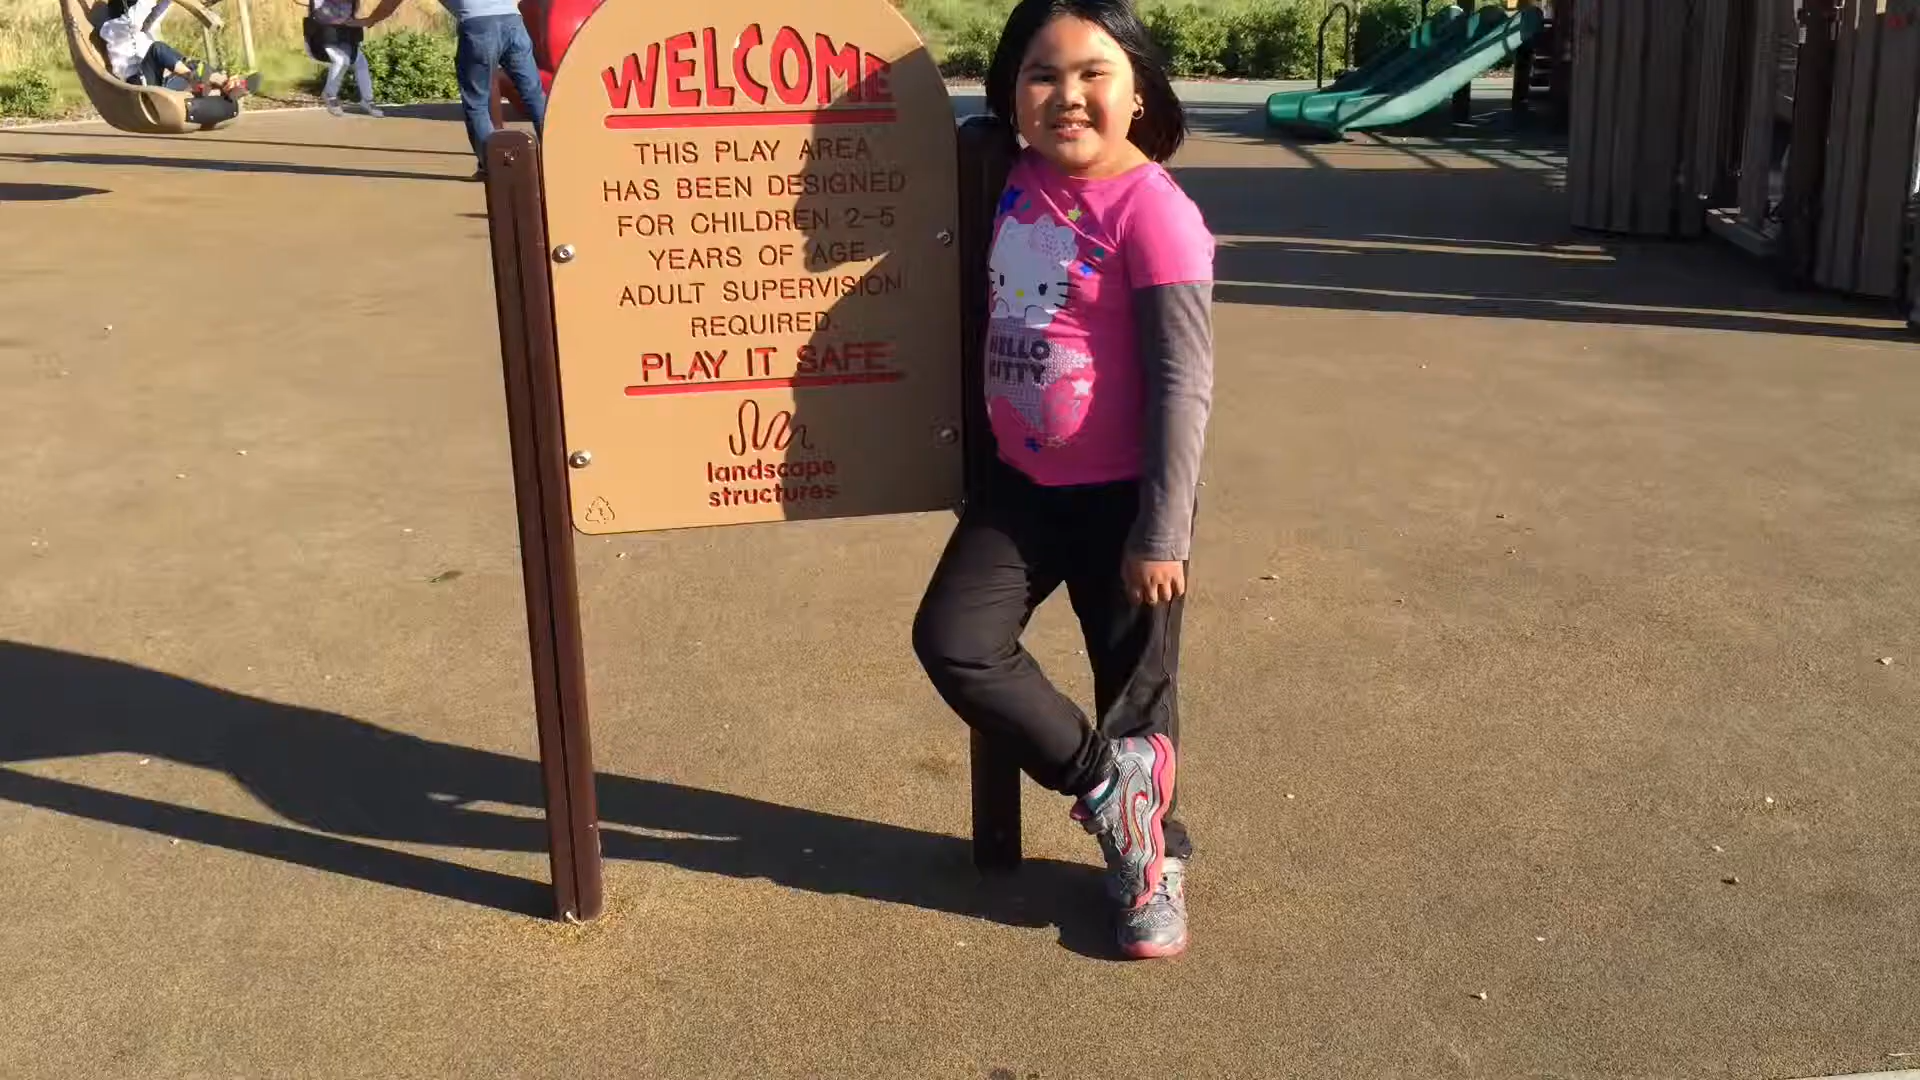 WELCOME
THIS PLAY AREA
HAS BEEN DESIGNED
FOR CHILDREN 2-5
YEARS OF AGE.
ADULT SUPERVISION
REQUIRED.
PLAY IT SAFE
landscape
structures
HELLO
KITTY